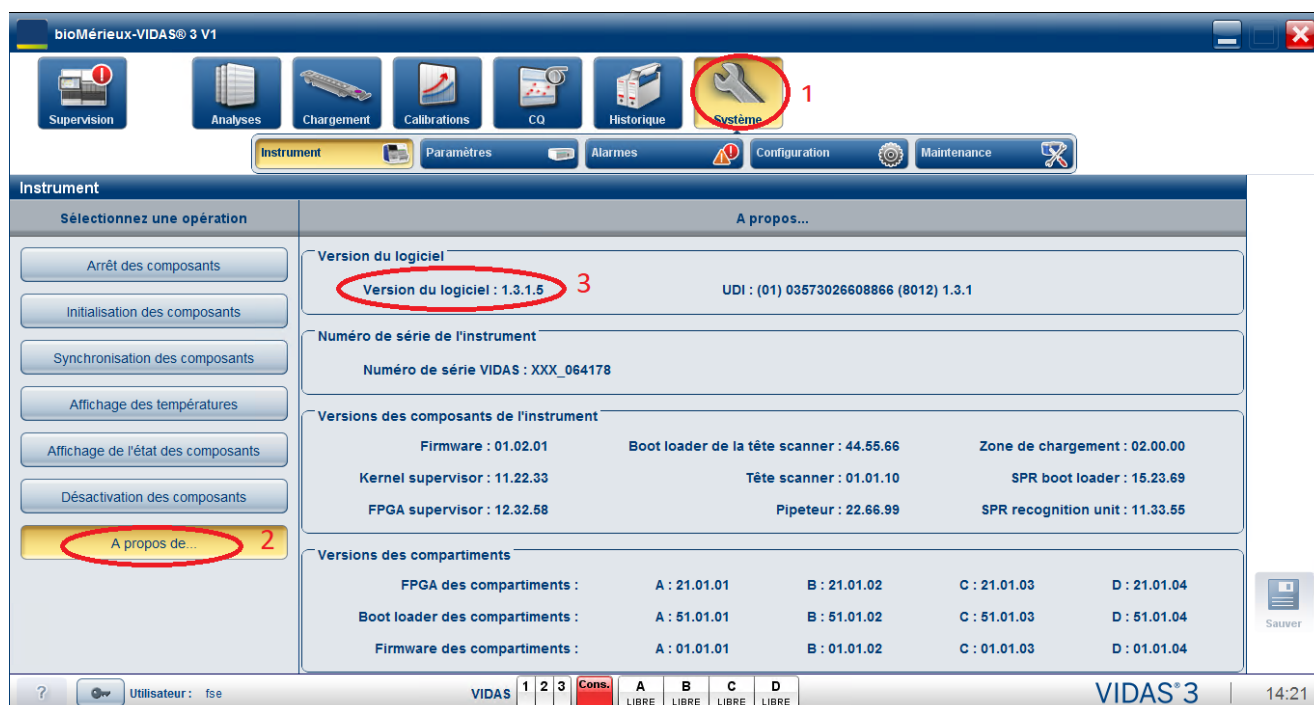 bioMérieux-VIDAS® 3 V1
Supervision
Analyses
Chargement
Calibrations
CQ
Historique
Système
1
Instrument
Paramètres
Alarmes
Configuration
Maintenance
Instrument
Sélectionnez une opération
A propos...
Arrêt des composants
Initialisation des composants
Synchronisation des composants
Affichage des températures
Affichage de l'état des composants
Désactivation des composants
A propos de...
2
Version du logiciel
Version du logiciel : 1.3.1.5
3
UDI : (01) 03573026608866 (8012) 1.3.1
Numéro de série de l'instrument
Numéro de série VIDAS : XXX_064178
Versions des composants de l'instrument
Firmware : 01.02.01 Boot loader de la tête scanner : 44.55.66 Zone de chargement : 02.00.00
Kernel supervisor : 11.22.33 Tête scanner : 01.01.10 SPR boot loader : 15.23.69
FPGA supervisor : 12.32.58 Pipeteur : 22.66.99 SPR recognition unit : 11.33.55
Versions des compartiments
FPGA des compartiments : A : 21.01.01 B : 21.01.02 C : 21.01.03 D : 21.01.04
Boot loader des compartiments : A : 51.01.01 B : 51.01.02 C : 51.01.03 D : 51.01.04
Firmware des compartiments : A : 01.01.01 B : 01.01.02 C : 01.01.03 D : 01.01.04
Sauver
? Utilisateur : fse
VIDAS 1 2 3 Cons. A B C D
LIBRE LIBRE LIBRE LIBRE
VIDAS®3 14:21